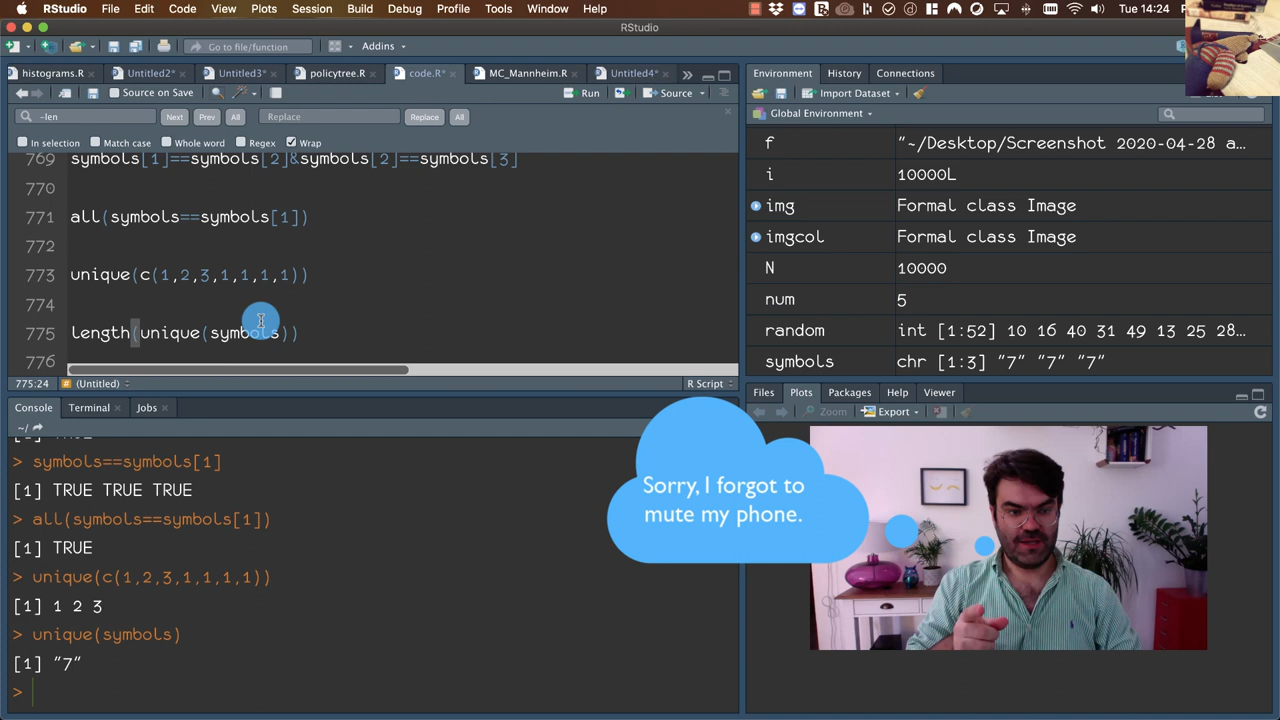 RStudio File Edit Code View Plots Session Build Debug Profile Tools Window Help Tue 14:24
RStudio
Go to file/function Addins
histograms.R Untitled2* Untitled3* policytree.R code.R* MC_Mannheim.R Untitled4*
Source on Save Run Source
-len Next Prev All Replace Replace All
In selection Match case Whole word Regex Wrap
769 symbols[1]==symbols[2]&symbols[2]==symbols[3]
770
771 all(symbols==symbols[1])
772
773 unique(c(1,2,3,1,1,1,1))
774
775 length(unique(symbols))
776
775:24 (Untitled) R Script
Console Terminal Jobs
~/
[1] TRUE
> symbols==symbols[1]
[1] TRUE TRUE TRUE
> all(symbols==symbols[1])
[1] TRUE
> unique(c(1,2,3,1,1,1,1))
[1] 1 2 3
> unique(symbols)
[1] "7"
>
Environment History Connections
Import Dataset
Global Environment
f "~/Desktop/Screenshot 2020-04-28 a…
i 10000L
img Formal class Image
imgcol Formal class Image
N 10000
num 5
random int [1:52] 10 16 40 31 49 13 25 28…
symbols chr [1:3] "7" "7" "7"
Files Plots Packages Help Viewer
Zoom Export
Sorry, I forgot to
mute my phone.